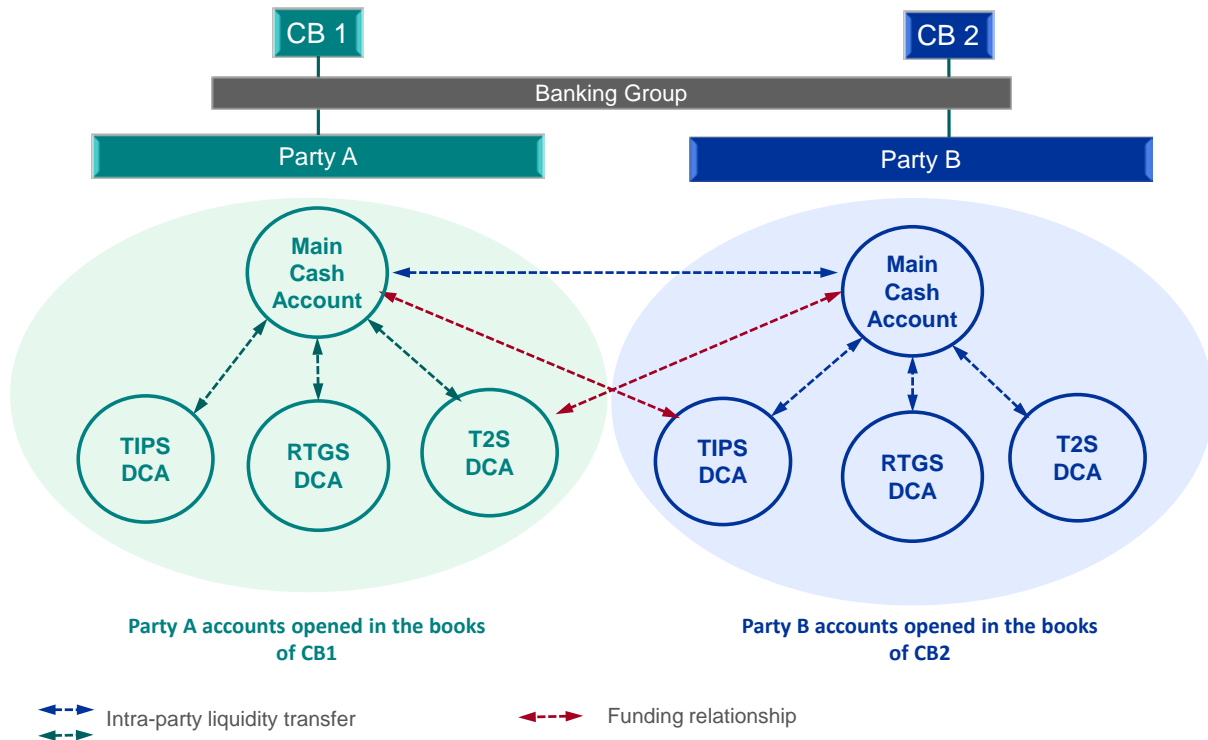 CB 1
CB 2
Banking Group
Party A
Party B
Main
Cash
Account
Main
Cash
Account
TIPS
DCA
RTGS
DCA
T2S
DCA
TIPS
DCA
RTGS
DCA
T2S
DCA
Party A accounts opened in the books
of CB1
Party B accounts opened in the books
of CB2
Intra-party liquidity transfer
Funding relationship